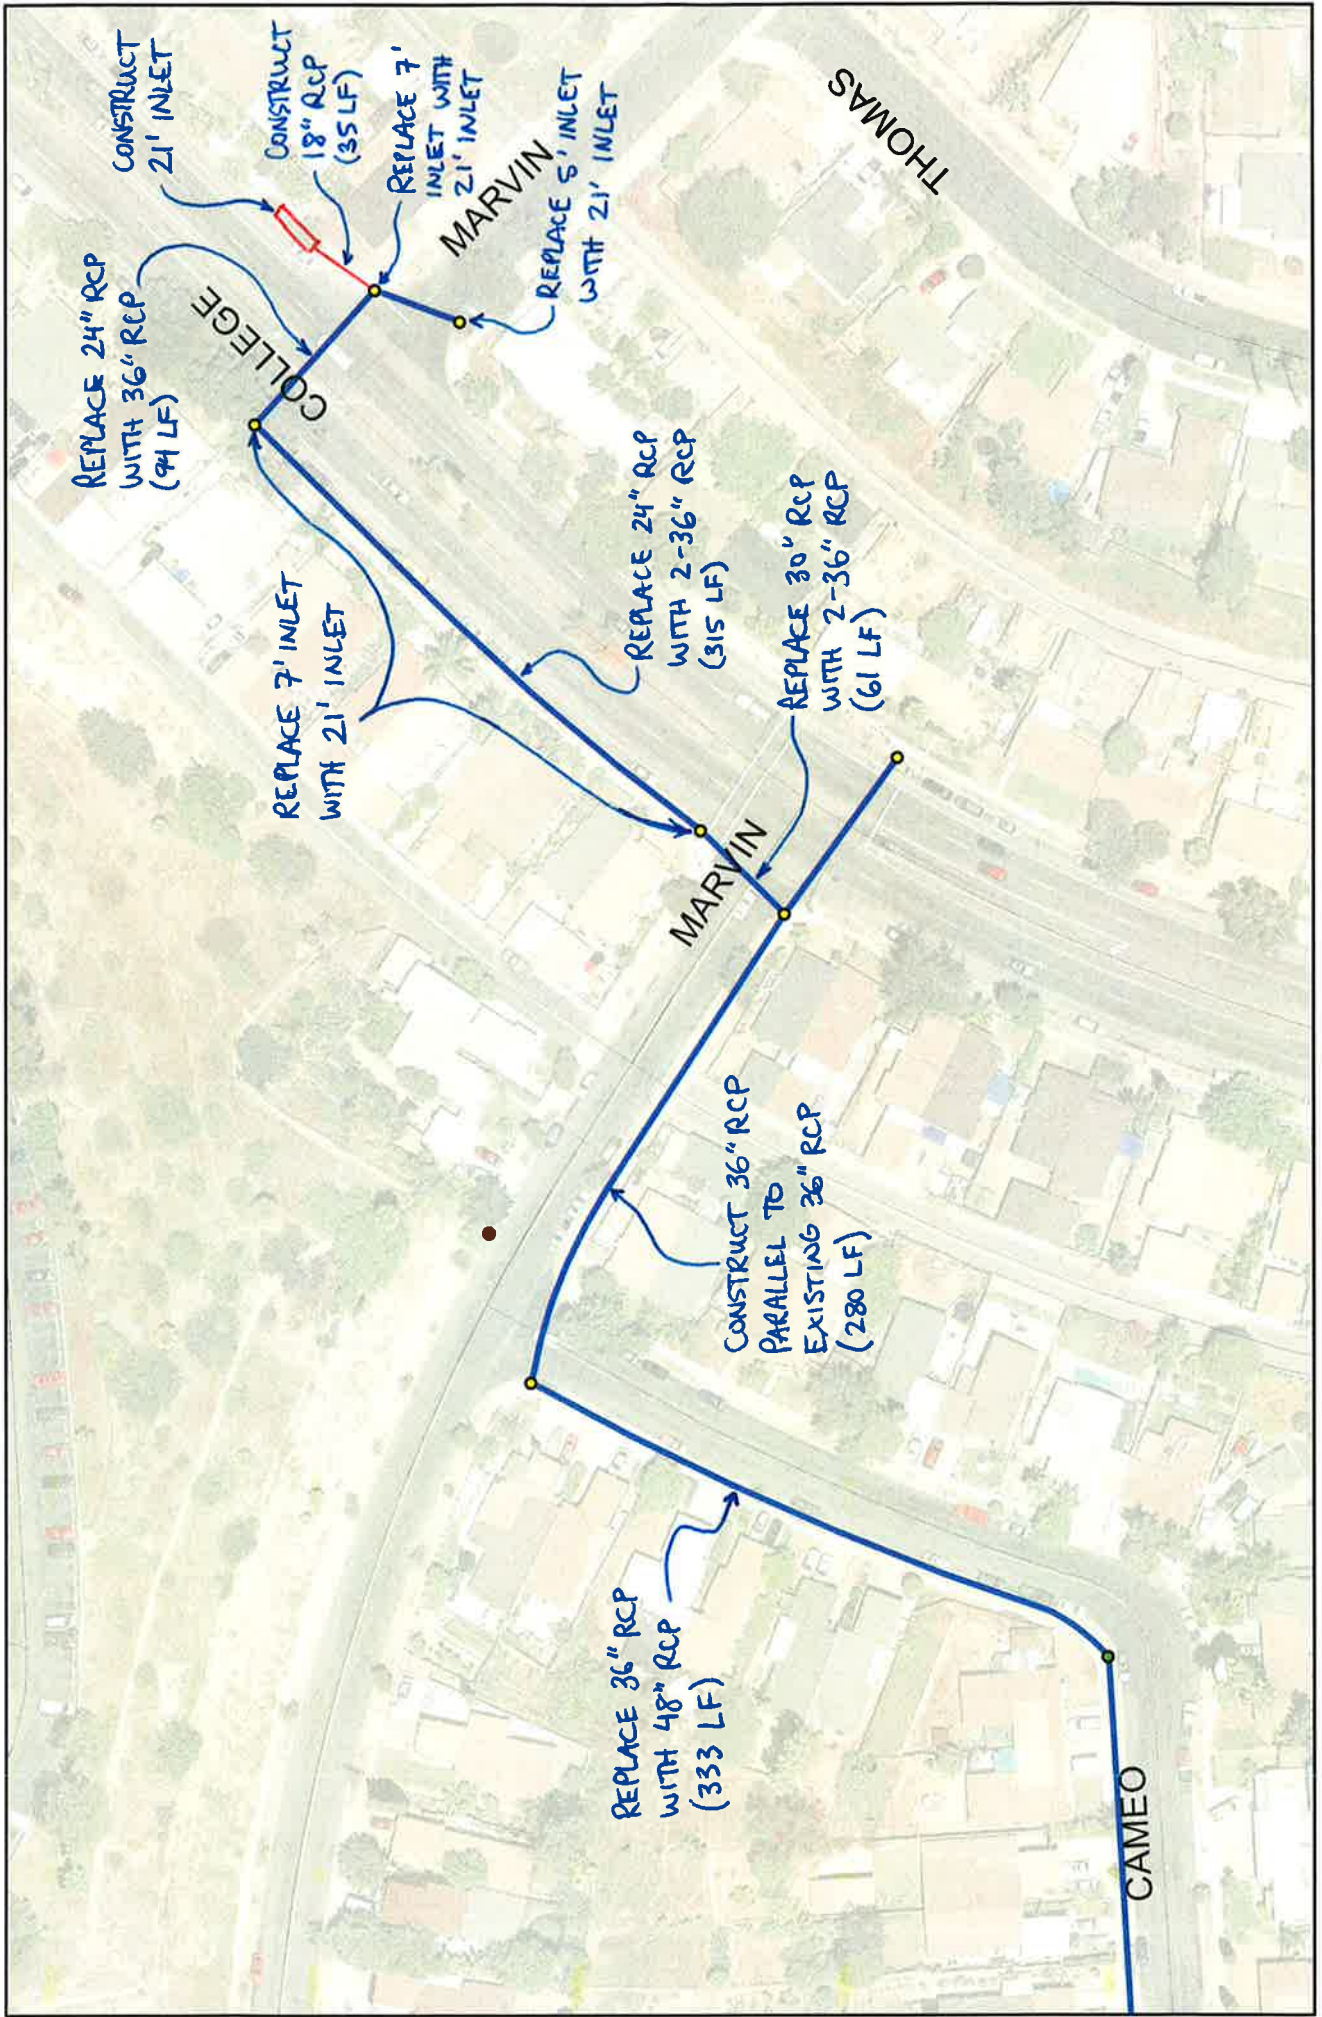 CONSTRUCT
21' INLET
CONSTRUCT
18" RCP
(35 LF)
REPLACE 7'
INLET WITH
21' INLET
MARVIN
REPLACE 5' INLET
WITH 21' INLET
THOMAS
REPLACE 24" RCP
WITH 36" RCP
(94 LF)
COLLEGE
REPLACE 7' INLET
WITH 21' INLET
REPLACE 24" RCP
WITH 2-36" RCP
(315 LF)
REPLACE 30" RCP
WITH 2-36" RCP
(61 LF)
MARVIN
CONSTRUCT 36" RCP
PARALLEL TO
EXISTING 36" RCP
(280 LF)
REPLACE 36" RCP
WITH 48" RCP
(333 LF)
CAMEO